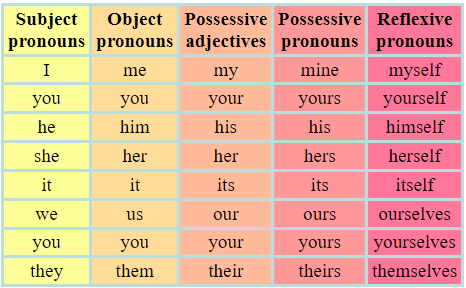 Subject Object Possessive Possessive Reflexive
pronouns pronouns adjectives pronouns pronouns
I me my mine myself
you you your yours yourself
he him his his himself
she her her hers herself
it it its its itself
we us our ours ourselves
you you your yours yourselves
they them their theirs themselves